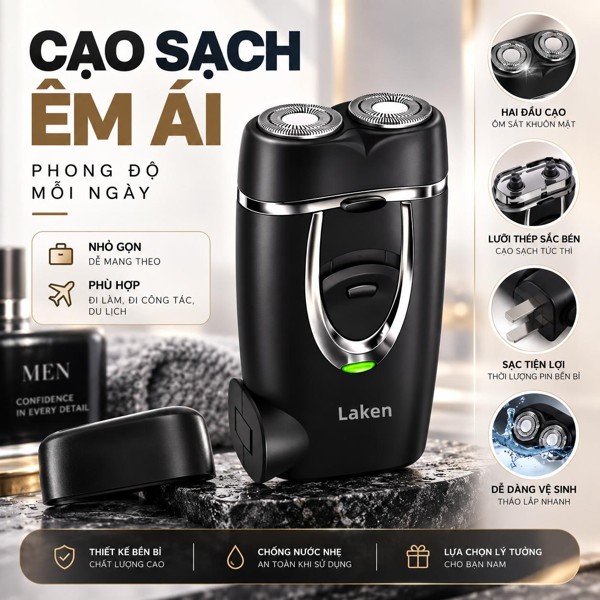 CẠO SẠCH
ÊM ÁI
PHONG ĐỘ
MỖI NGÀY
NHỎ GỌN
DỄ MANG THEO
PHÙ HỢP
ĐI LÀM, ĐI CÔNG TÁC,
DU LỊCH
MEN
CONFIDENCE
IN EVERY DETAIL
Laken
HAI ĐẦU CẠO
ÔM SÁT KHUÔN MẶT
LƯỠI THÉP SẮC BÉN
CẠO SẠCH TỨC THÌ
SẠC TIỆN LỢI
THỜI LƯỢNG PIN BỀN BỈ
DỄ DÀNG VỆ SINH
THÁO LẮP NHANH
THIẾT KẾ BỀN BỈ
CHẤT LƯỢNG CAO
CHỐNG NƯỚC NHẸ
AN TOÀN KHI SỬ DỤNG
LỰA CHỌN LÝ TƯỞNG
CHO BẠN NAM